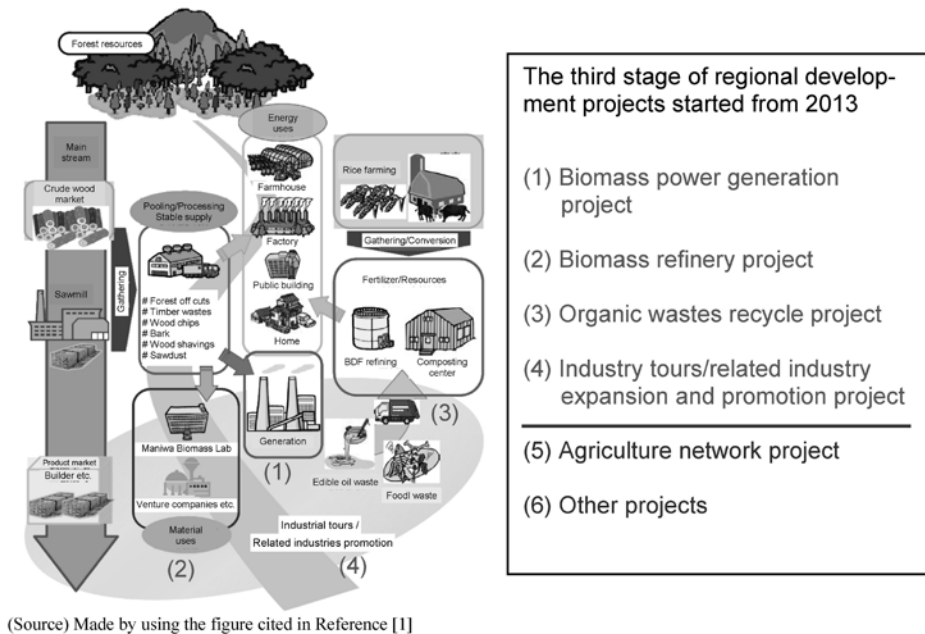 Forest resources
Main
stream
Crude wood
market
Gathering
Sawmill
Product market
Builder etc.
Pooling/Processing
Stable supply
# Forest off cuts
# Timber wastes
# Wood chips
# Bark
# Wood shavings
# Sawdust
Maniwa Biomass Lab
Venture companies etc.
Material
uses
(2)
Energy
uses
Farmhouse
Factory
Public building
Home
Generation
(1)
Rice farming
Gathering/Conversion
Fertilizer/Resources
BDF refining
Composting
center
(3)
Edible oil waste
Foodl waste
Industrial tours /
Related industries promotion
(4)
The third stage of regional develop-
ment projects started from 2013
(1) Biomass power generation
project
(2) Biomass refinery project
(3) Organic wastes recycle project
(4) Industry tours/related industry
expansion and promotion project
(5) Agriculture network project
(6) Other projects
(Source) Made by using the figure cited in Reference [1]